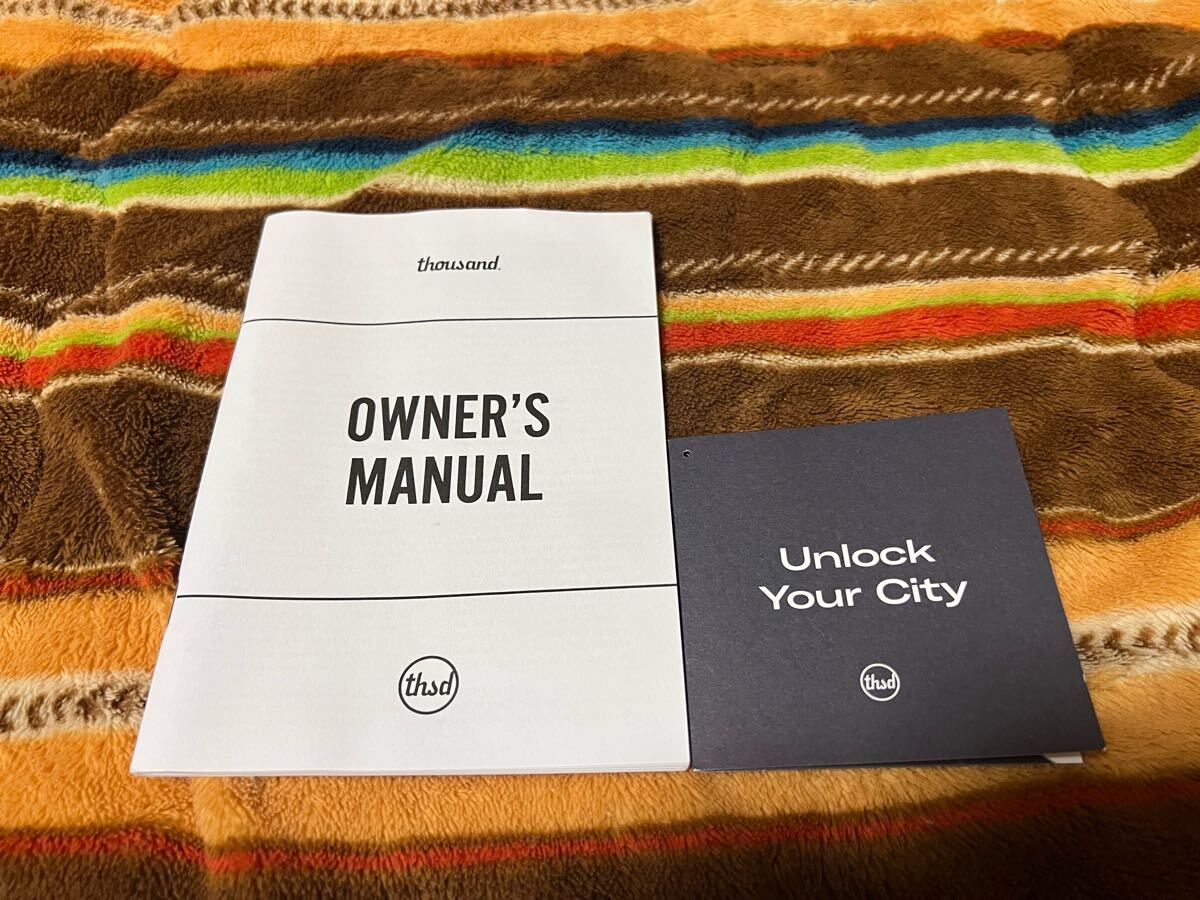 thousand.
OWNER'S
MANUAL
thsd
Unlock
Your City
thsd